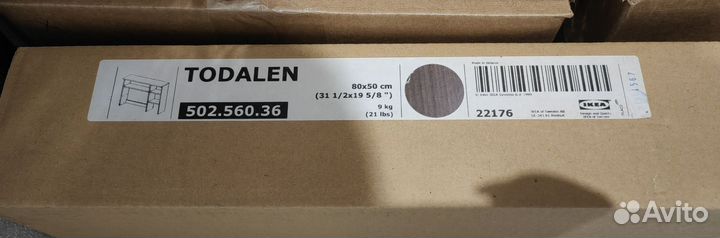 TODALEN
502.560.36
80x50 cm
(31 1/2x19 5/8 ")
9 kg
(21 lbs)
22176
IKEA
Avito